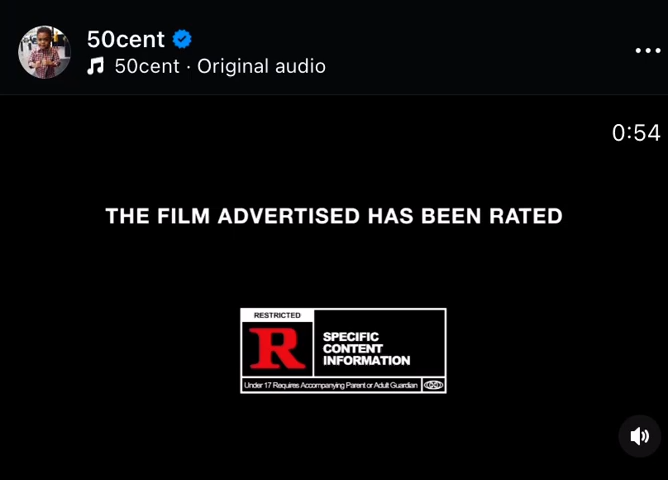 50cent
50cent · Original audio
0:54
THE FILM ADVERTISED HAS BEEN RATED
RESTRICTED
R
SPECIFIC
CONTENT
INFORMATION
Under 17 Requires Accompanying Parent or Adult Guardian